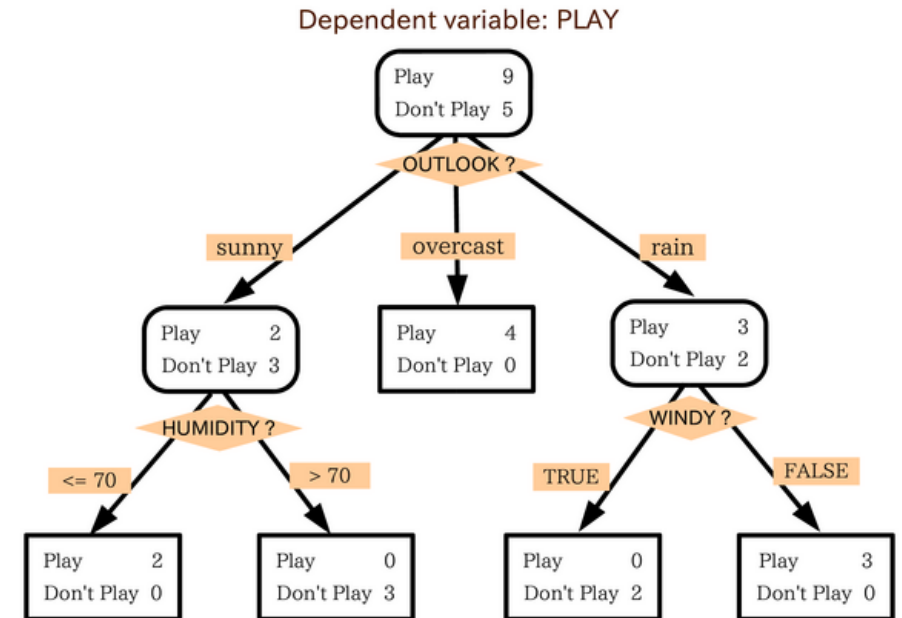 Dependent variable: PLAY
Play 9
Don't Play 5
OUTLOOK ?
sunny
overcast
rain
Play 2
Don't Play 3
Play 4
Don't Play 0
Play 3
Don't Play 2
HUMIDITY ?
WINDY ?
<= 70
> 70
TRUE
FALSE
Play 2
Don't Play 0
Play 0
Don't Play 3
Play 0
Don't Play 2
Play 3
Don't Play 0